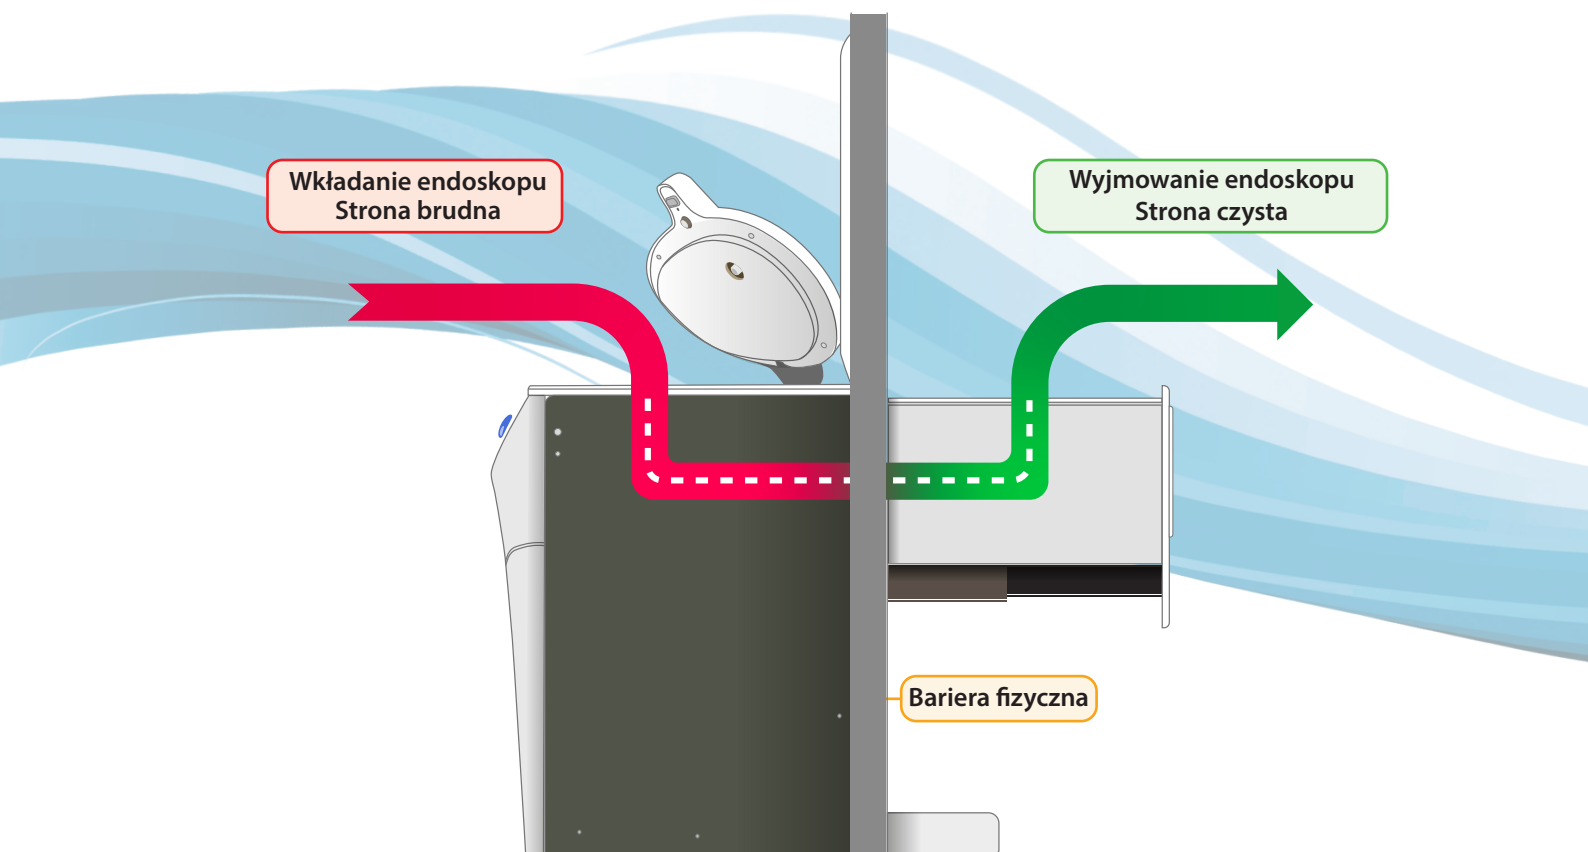 Wkładanie endoskopu
Strona brudna
Wyjmowanie endoskopu
Strona czysta
Bariera fizyczna